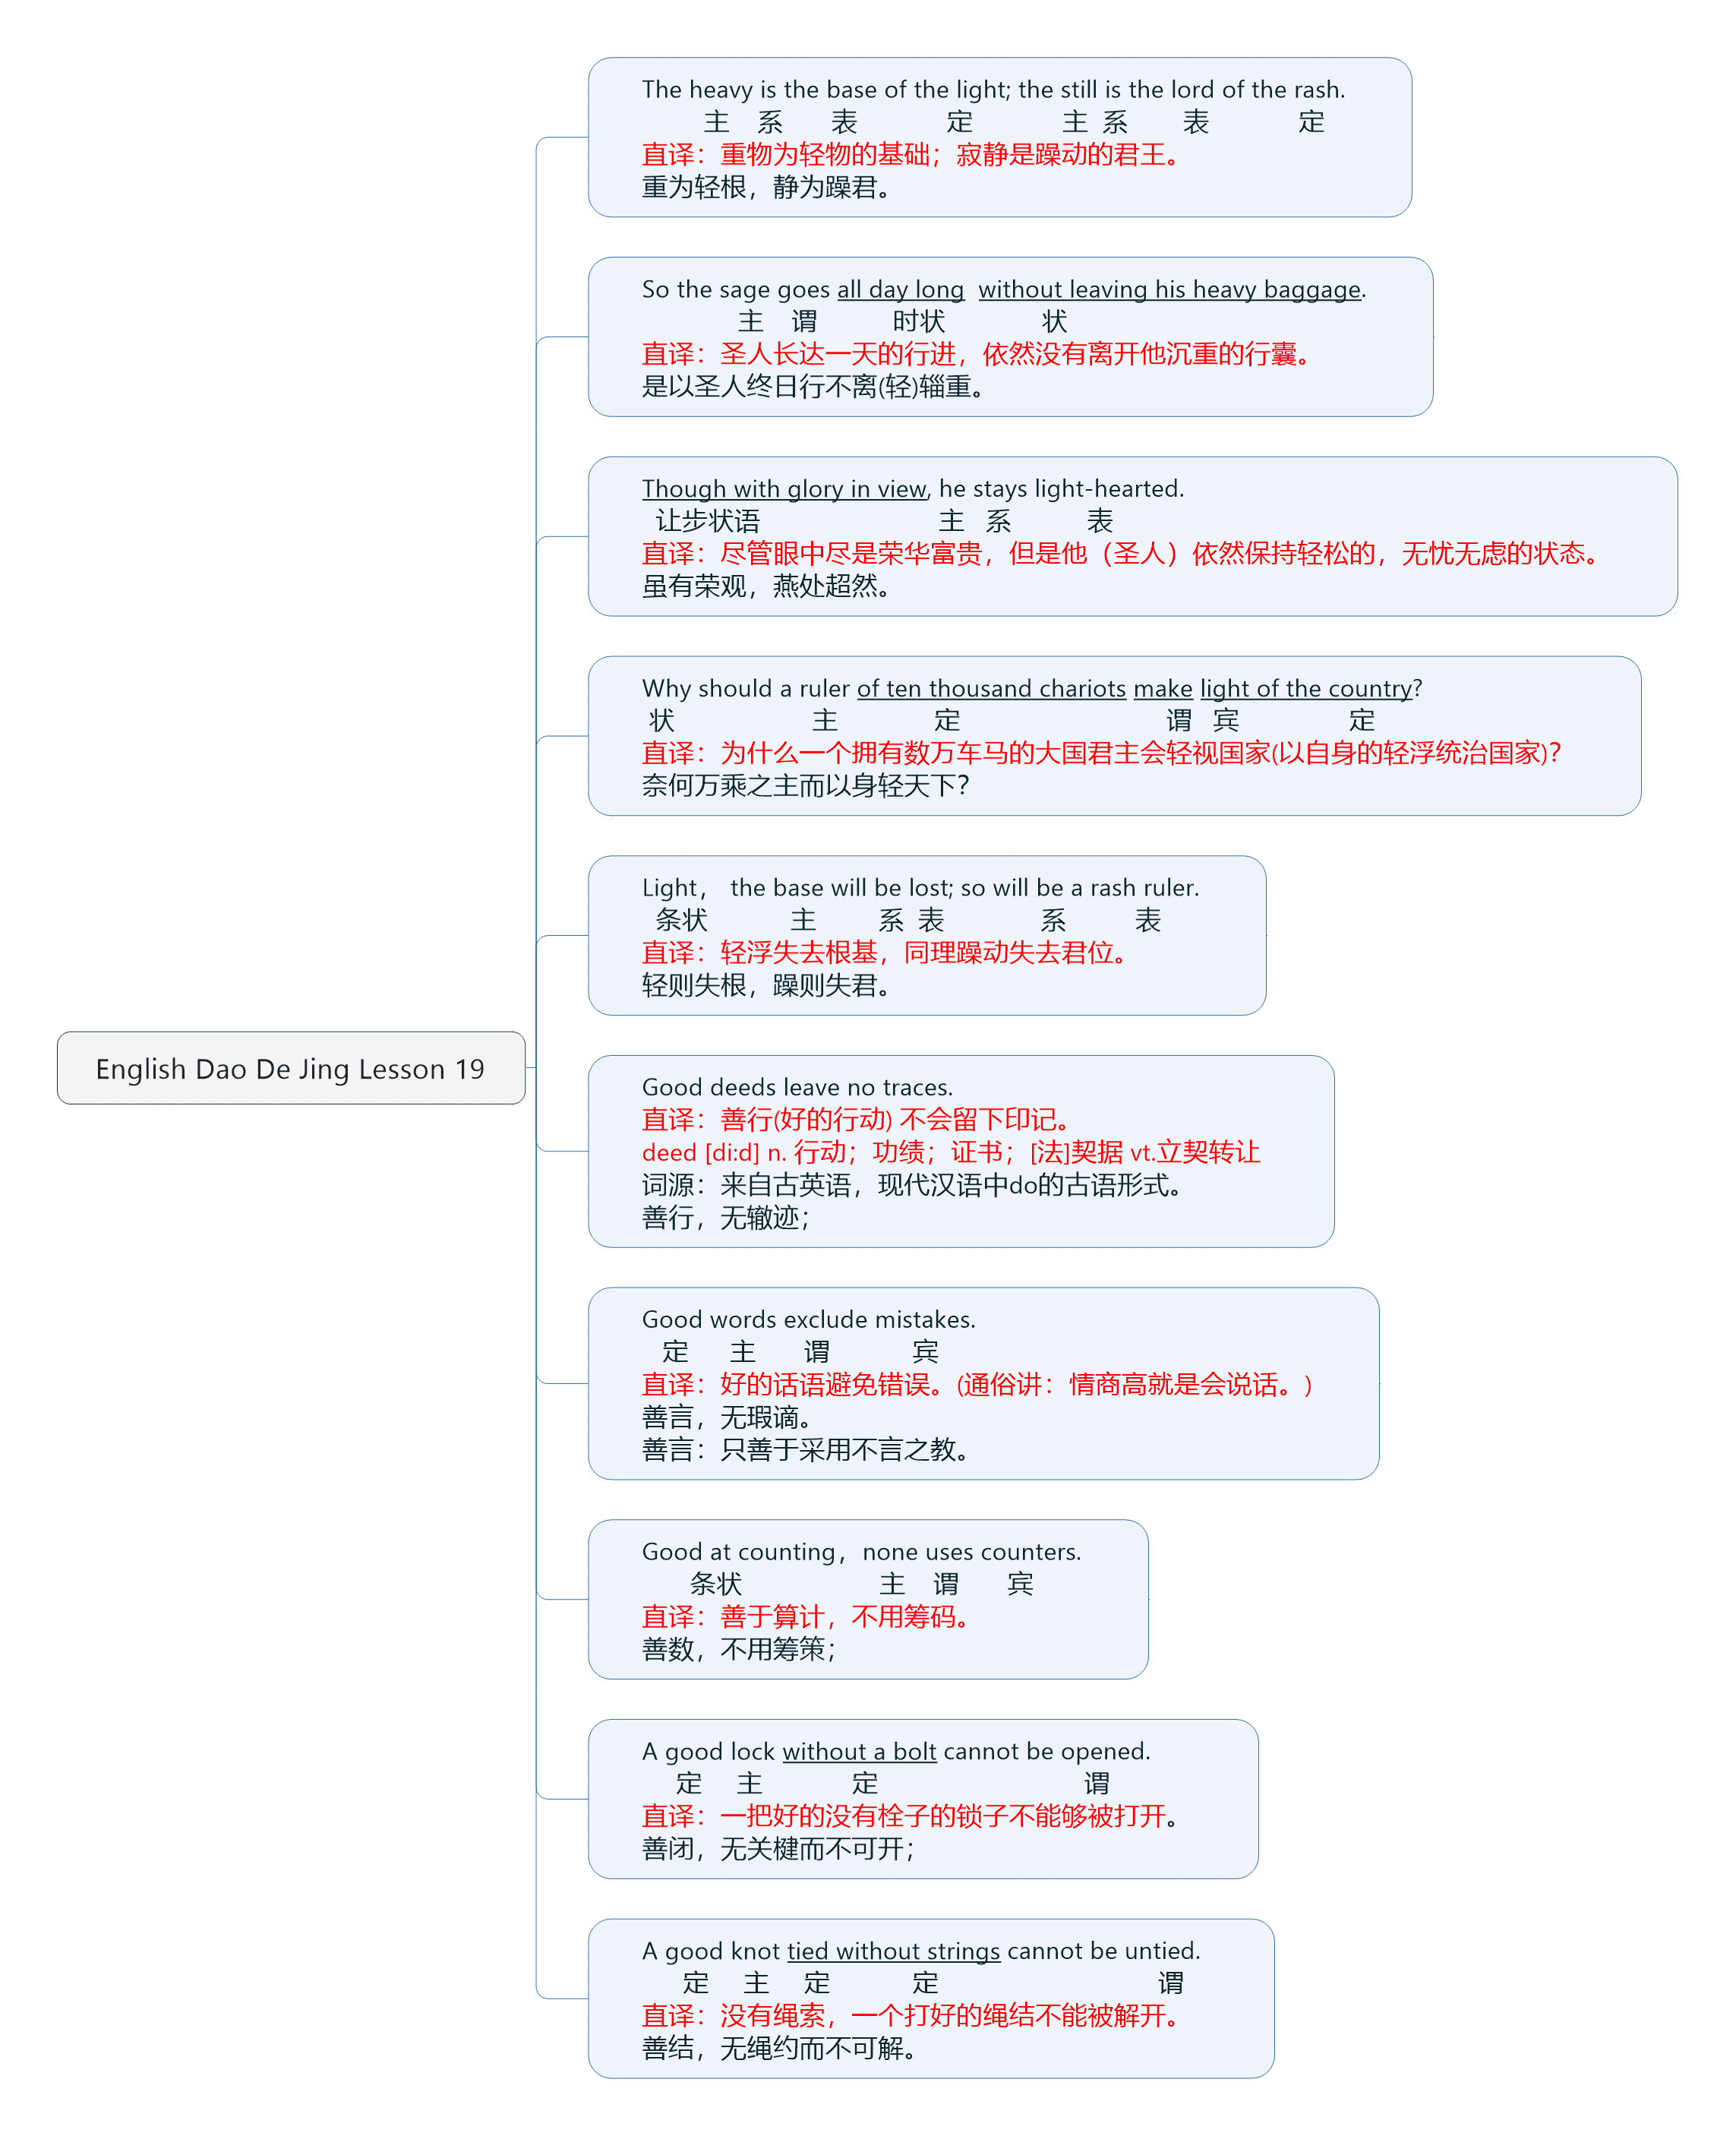 English Dao De Jing Lesson 19
The heavy is the base of the light; the still is the lord of the rash.
主 系 表 定 主 系 表 定
直译：重物为轻物的基础；寂静是躁动的君王。
重为轻根，静为躁君。
So the sage goes all day long without leaving his heavy baggage.
主 谓 时状 状
直译：圣人长达一天的行进，依然没有离开他沉重的行囊。
是以圣人终日行不离(轻)辎重。
Though with glory in view, he stays light-hearted.
让步状语 主 系 表
直译：尽管眼中尽是荣华富贵，但是他（圣人）依然保持轻松的，无忧无虑的状态。
虽有荣观，燕处超然。
Why should a ruler of ten thousand chariots make light of the country?
状 主 定 谓 宾 定
直译：为什么一个拥有数万车马的大国君主会轻视国家(以自身的轻浮统治国家)？
奈何万乘之主而以身轻天下？
Light， the base will be lost; so will be a rash ruler.
条状 主 系 表 系 表
直译：轻浮失去根基，同理躁动失去君位。
轻则失根，躁则失君。
Good deeds leave no traces.
直译：善行(好的行动) 不会留下印记。
deed [di:d] n. 行动；功绩；证书；[法]契据 vt.立契转让
词源：来自古英语，现代汉语中do的古语形式。
善行，无辙迹；
Good words exclude mistakes.
定 主 谓 宾
直译：好的话语避免错误。(通俗讲：情商高就是会说话。)
善言，无瑕谪。
善言：只善于采用不言之教。
Good at counting，none uses counters.
条状 主 谓 宾
直译：善于算计，不用筹码。
善数，不用筹策；
A good lock without a bolt cannot be opened.
定 主 定 谓
直译：一把好的没有栓子的锁子不能够被打开。
善闭，无关楗而不可开；
A good knot tied without strings cannot be untied.
定 主 定 定 谓
直译：没有绳索，一个打好的绳结不能被解开。
善结，无绳约而不可解。